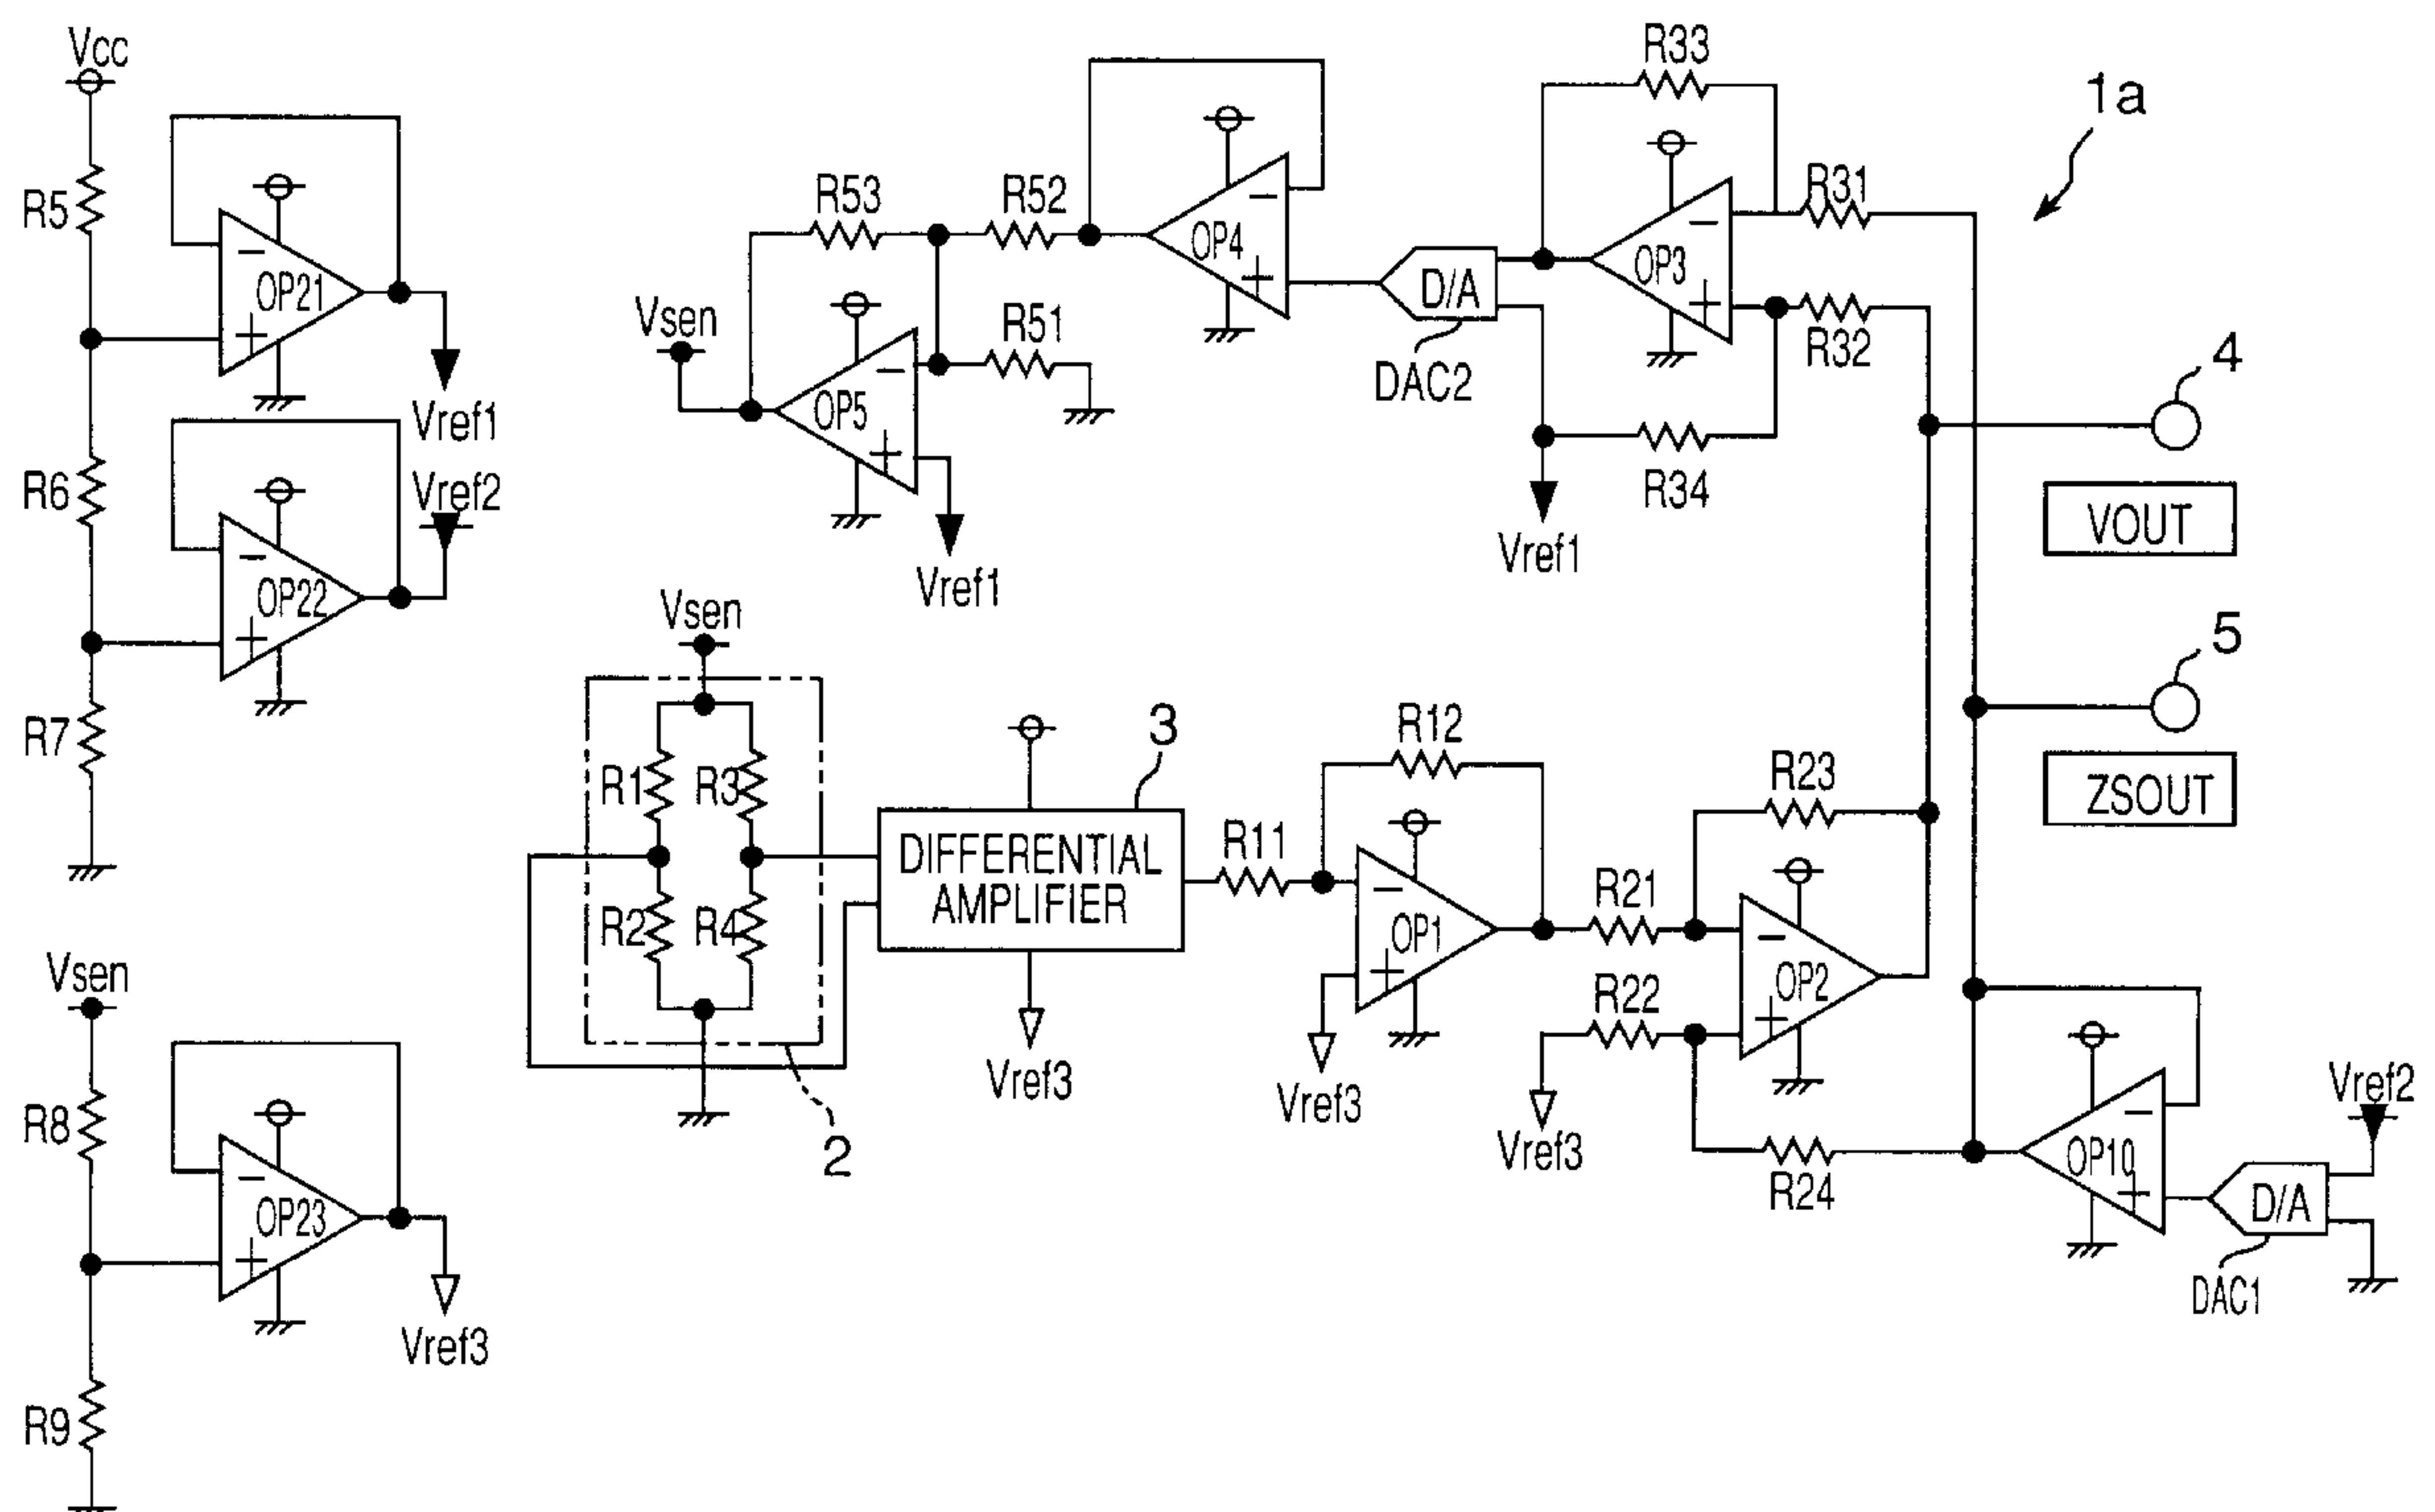 Vcc
R33
1a
R5
OP21
R53
R52
OP4
R31
OP3
D/A
R32
4
Vsen
R51
DAC2
OP5
Vref1
R6
Vref2
R34
VOUT
OP22
Vref1
Vref1
Vsen
5
R7
3
R12
ZSOUT
R1
R3
R23
DIFFERENTIAL
AMPLIFIER
R11
R2
R4
OP1
R21
OP2
Vsen
R22
Vref3
Vref3
Vref3
Vref2
R8
2
R24
OP10
D/A
OP23
DAC1
Vref3
R9